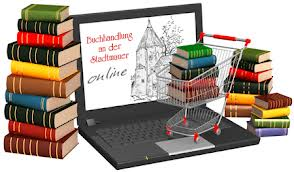 Buchhandlung
an der
Stadtmauer
online